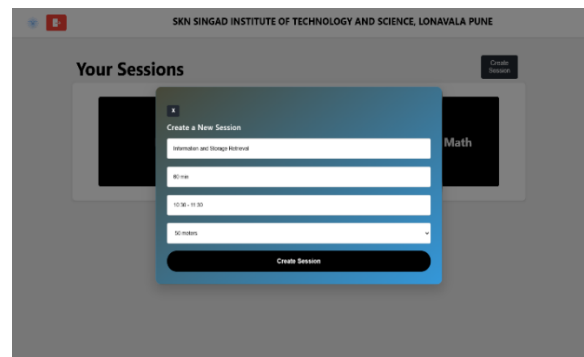 SKN SINGAD INSTITUTE OF TECHNOLOGY AND SCIENCE, LONAVALA PUNE
Your Sessions
Create
Session
x
Create a New Session
Information and Storage Retrieval
60 min
10:30 - 11:30
50 meters
Create Session
Math